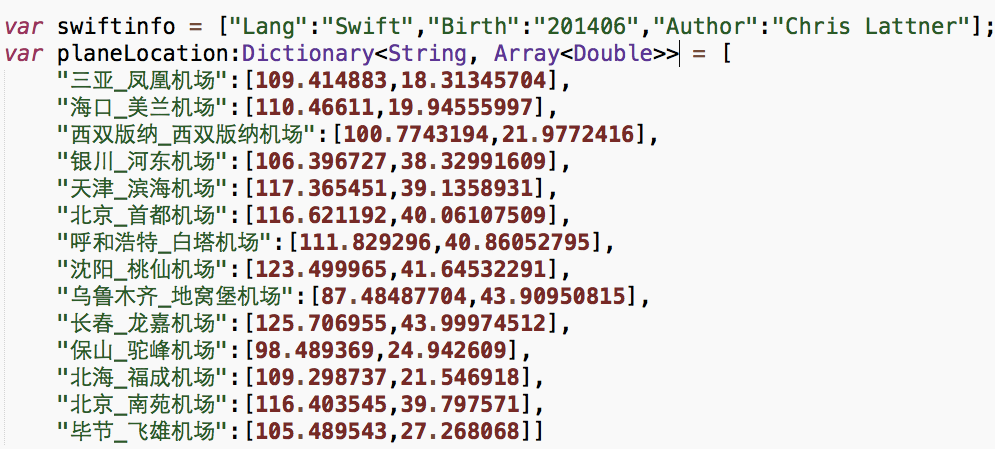 var swiftinfo = ["Lang":"Swift","Birth":"201406","Author":"Chris Lattner"];
var planeLocation:Dictionary<String, Array<Double>> = [
"三亚_凤凰机场":[109.414883,18.31345704],
"海口_美兰机场":[110.46611,19.94555997],
"西双版纳_西双版纳机场":[100.7743194,21.9772416],
"银川_河东机场":[106.396727,38.32991609],
"天津_滨海机场":[117.365451,39.1358931],
"北京_首都机场":[116.621192,40.06107509],
"呼和浩特_白塔机场":[111.829296,40.86052795],
"沈阳_桃仙机场":[123.499965,41.64532291],
"乌鲁木齐_地窝堡机场":[87.48487704,43.90950815],
"长春_龙嘉机场":[125.706955,43.99974512],
"保山_驼峰机场":[98.489369,24.942609],
"北海_福成机场":[109.298737,21.546918],
"北京_南苑机场":[116.403545,39.797571],
"毕节_飞雄机场":[105.489543,27.268068]]